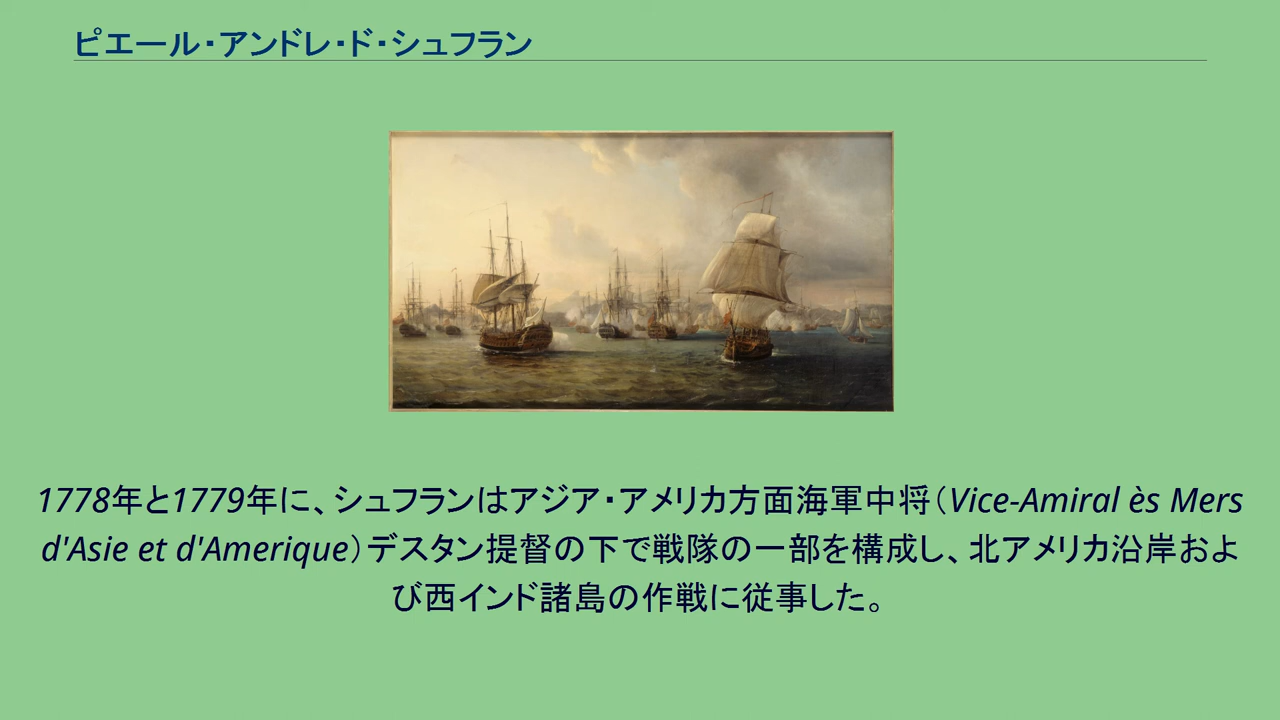 ピエール・アンドレ・ド・シュフラン
1778年と1779年に、シュフランはアジア・アメリカ方面海軍中将（Vice-Amiral ès Mers
d'Asie et d'Amerique）デスタン提督の下で戦隊の一部を構成し、北アメリカ沿岸およ
び西インド諸島の作戦に従事した。